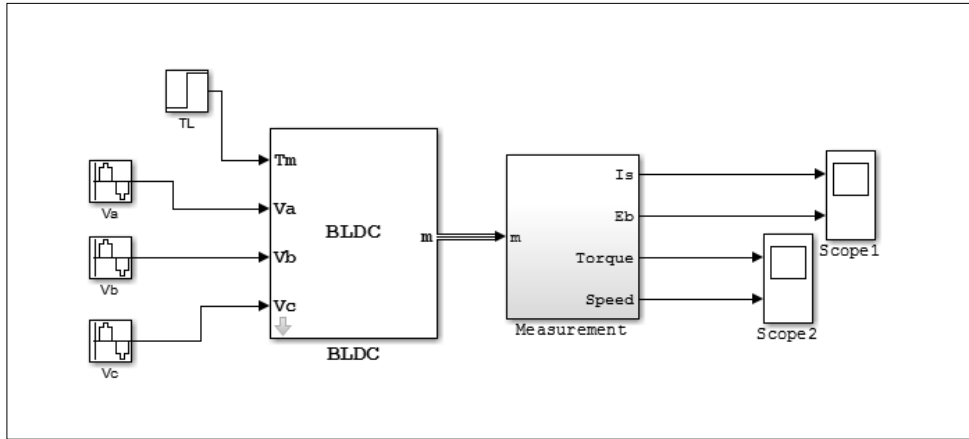 TL
Tm
Va
Va
BLDC
Vb
Vb
Vc
Vc
BLDC
m
m
Is
Eb
Torque
Speed
Measurement
Scope1
Scope2